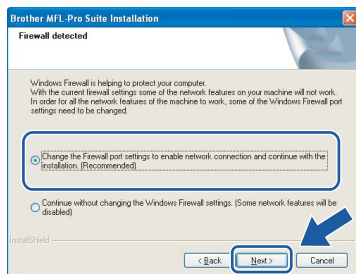 Brother MFL-Pro Suite Installation
Firewall detected
Windows Firewall is helping to protect your computer.
With the current firewall settings some of the network features on your machine will not work.
In order for all the network features of the machine to work, some of the Windows Firewall port
settings need to be changed.
Change the Firewall port settings to enable network connection and continue with the
installation. (Recommended)
Continue without changing the Windows Firewall settings. (Some network features will be
disabled)
InstallShield
< Back Next > Cancel